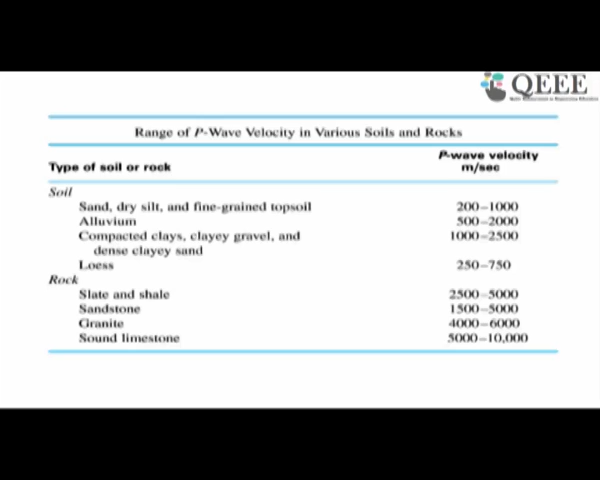 QEEE
Range of P-Wave Velocity in Various Soils and Rocks
P-wave velocity
Type of soil or rock m/sec
Soil
Sand, dry silt, and fine-grained topsoil 200–1000
Alluvium 500–2000
Compacted clays, clayey gravel, and 1000–2500
dense clayey sand
Loess 250–750
Rock
Slate and shale 2500–5000
Sandstone 1500–5000
Granite 4000–6000
Sound limestone 5000–10,000